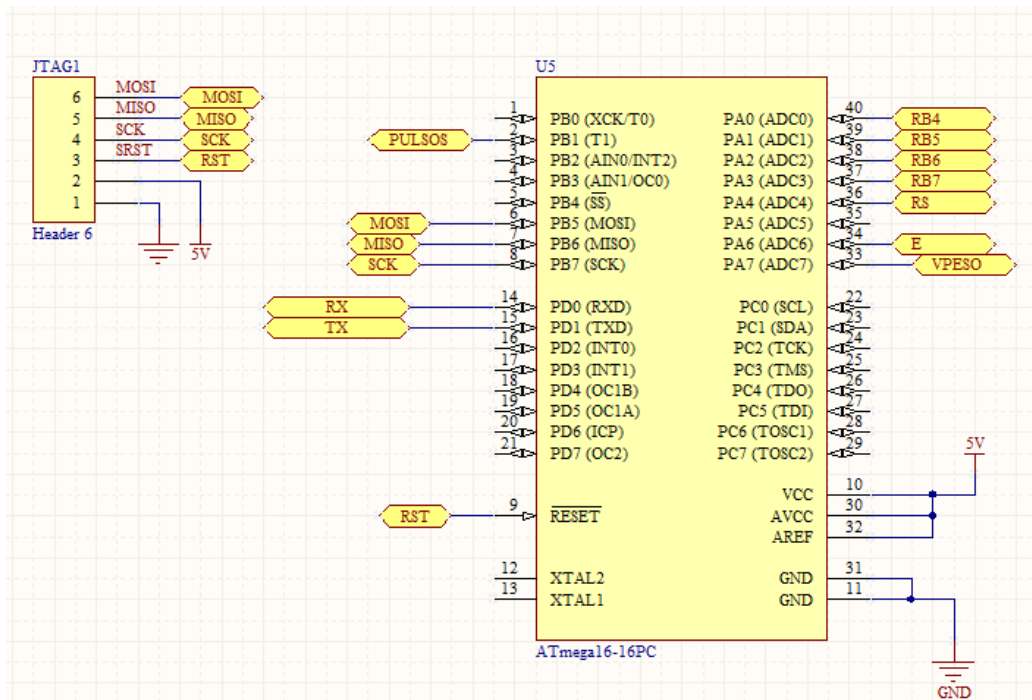 JTAG1
6 MOSI MOSI
5 MISO MISO
4 SCK SCK
3 SRST RST
2
1
Header 6
5V
U5
1 PB0 (XCK/T0)
PULSOS 2 PB1 (T1)
3 PB2 (AIN0/INT2)
4 PB3 (AIN1/OC0)
5 PB4 (SS)
MOSI 6 PB5 (MOSI)
MISO 7 PB6 (MISO)
SCK 8 PB7 (SCK)
RX 14 PD0 (RXD)
TX 15 PD1 (TXD)
16 PD2 (INT0)
17 PD3 (INT1)
18 PD4 (OC1B)
19 PD5 (OC1A)
20 PD6 (ICP)
21 PD7 (OC2)
RST 9 RESET
12 XTAL2
13 XTAL1
PA0 (ADC0) 40 RB4
PA1 (ADC1) 39 RB5
PA2 (ADC2) 38 RB6
PA3 (ADC3) 37 RB7
PA4 (ADC4) 36 RS
PA5 (ADC5) 35
PA6 (ADC6) 34 E
PA7 (ADC7) 33 VPESO
PC0 (SCL) 22
PC1 (SDA) 23
PC2 (TCK) 24
PC3 (TMS) 25
PC4 (TDO) 26
PC5 (TDI) 27
PC6 (TOSC1) 28
PC7 (TOSC2) 29
5V
VCC 10
AVCC 30
AREF 32
GND 31
GND 11
ATmega16-16PC
GND